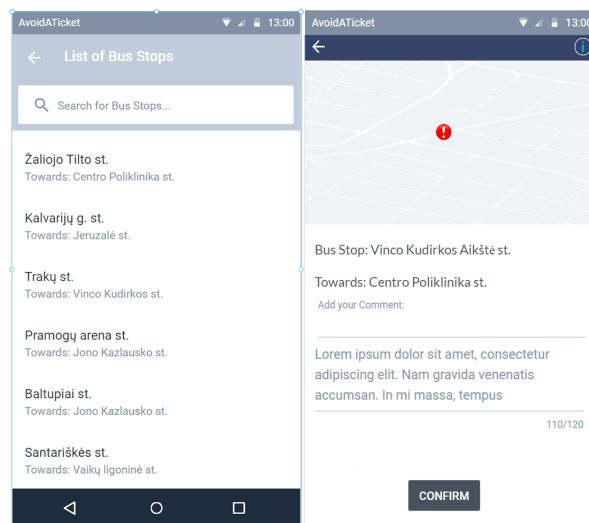 AvoidATicket
13:00
List of Bus Stops
Search for Bus Stops...
Žaliojo Tilto st.
Towards: Centro Poliklinika st.
Kalvarijų g. st.
Towards: Jeruzalė st.
Trakų st.
Towards: Vinco Kudirkos st.
Pramogų arena st.
Towards: Jono Kazlausko st.
Baltupiai st.
Towards: Jono Kazlausko st.
Santariškės st.
Towards: Vaikų ligoninė st.
AvoidATicket
13:00
Bus Stop: Vinco Kudirkos Aikštė st.
Towards: Centro Poliklinika st.
Add your Comment:
Lorem ipsum dolor sit amet, consectetur
adipiscing elit. Nam gravida venenatis
accumsan. In mi massa, tempus
110/120
CONFIRM